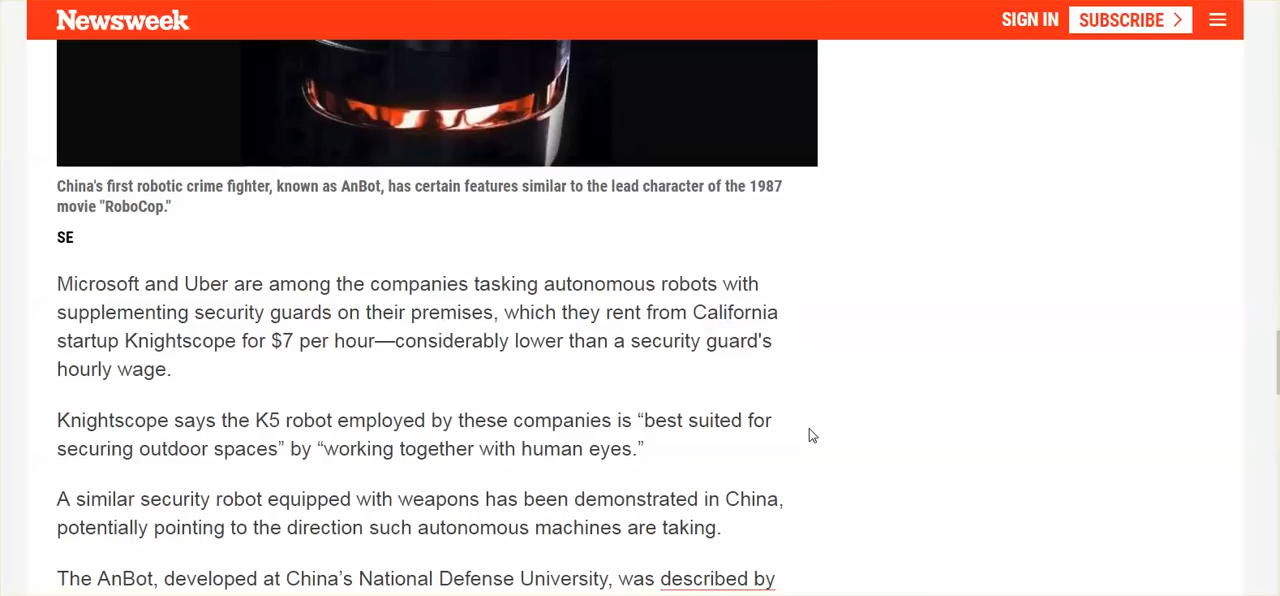 Newsweek
SIGN IN
SUBSCRIBE
China's first robotic crime fighter, known as AnBot, has certain features similar to the lead character of the 1987
movie "RoboCop."
SE
Microsoft and Uber are among the companies tasking autonomous robots with
supplementing security guards on their premises, which they rent from California
startup Knightscope for $7 per hour—considerably lower than a security guard's
hourly wage.
Knightscope says the K5 robot employed by these companies is “best suited for
securing outdoor spaces” by “working together with human eyes.”
A similar security robot equipped with weapons has been demonstrated in China,
potentially pointing to the direction such autonomous machines are taking.
The AnBot, developed at China’s National Defense University, was described by